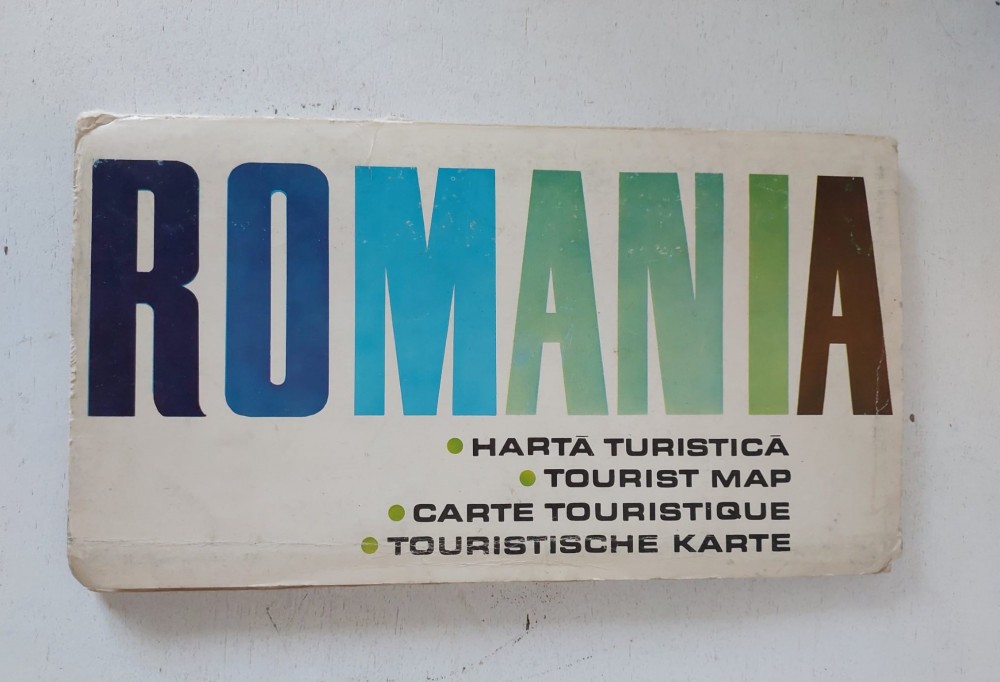 ROMANIA
• HARTĂ TURISTICĂ
• TOURIST MAP
• CARTE TOURISTIQUE
• TOURISTISCHE KARTE